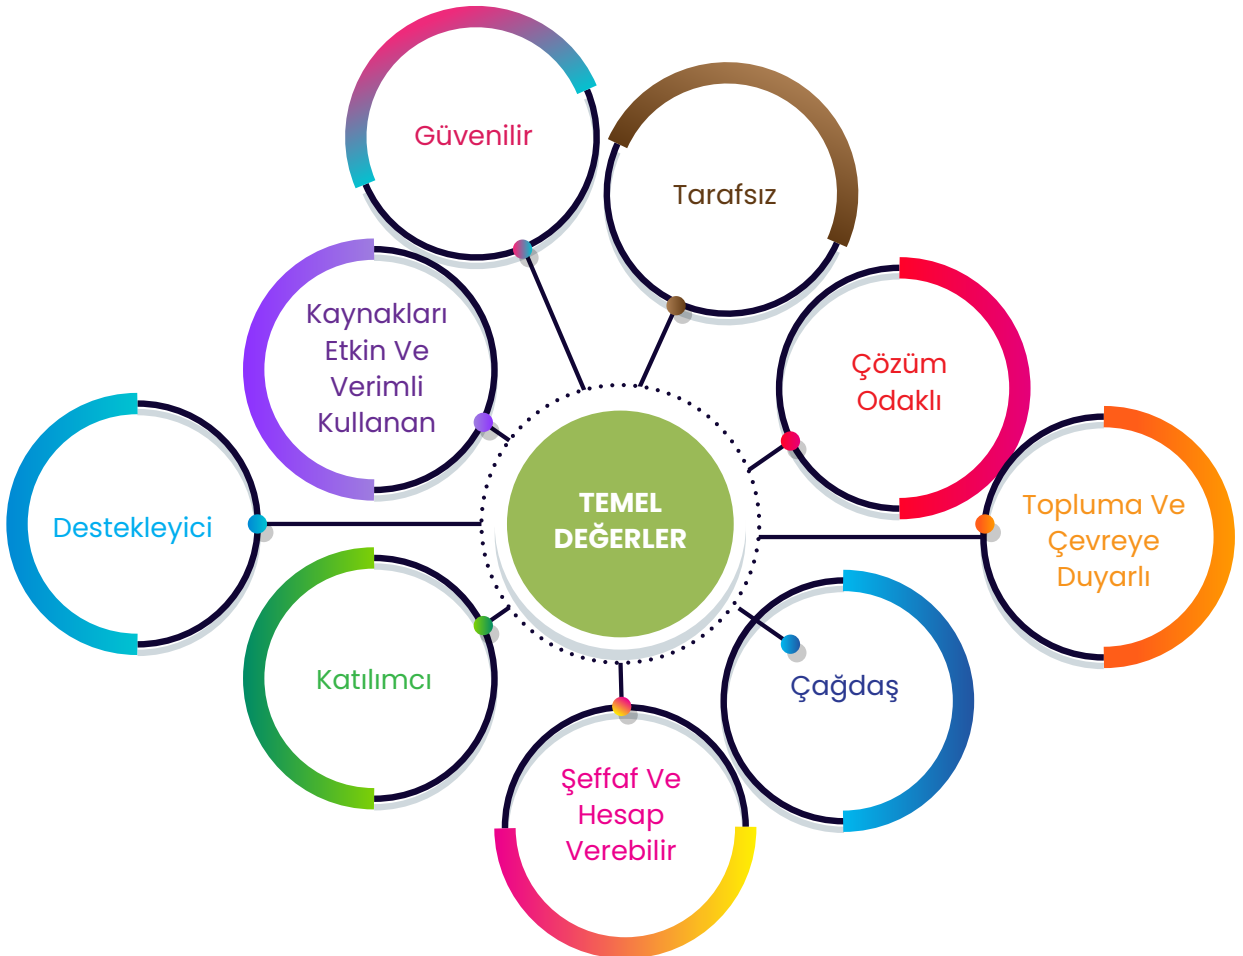 Güvenilir
Tarafsız
Kaynakları
Etkin Ve
Verimli
Kullanan
Çözüm
Odaklı
Destekleyici
TEMEL
DEĞERLER
Topluma Ve
Çevreye
Duyarlı
Katılımcı
Çağdaş
Şeffaf Ve
Hesap
Verebilir